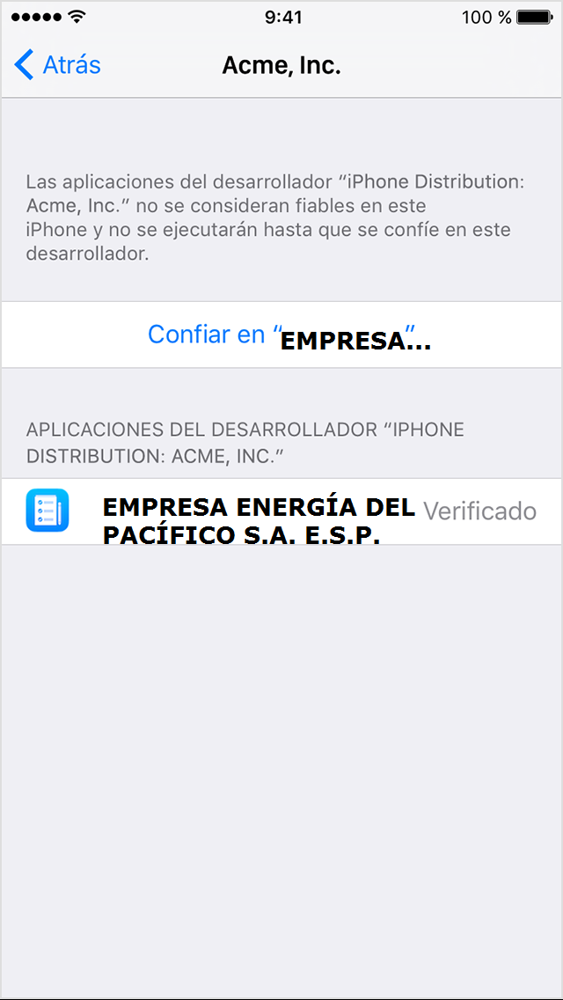 9:41
100 %
Atrás
Acme, Inc.
Las aplicaciones del desarrollador “iPhone Distribution:
Acme, Inc.” no se consideran fiables en este
iPhone y no se ejecutarán hasta que se confíe en este
desarrollador.
Confiar en “EMPRESA...”
APLICACIONES DEL DESARROLLADOR “IPHONE
DISTRIBUTION: ACME, INC.”
EMPRESA ENERGÍA DEL
PACÍFICO S.A. E.S.P.
Verificado